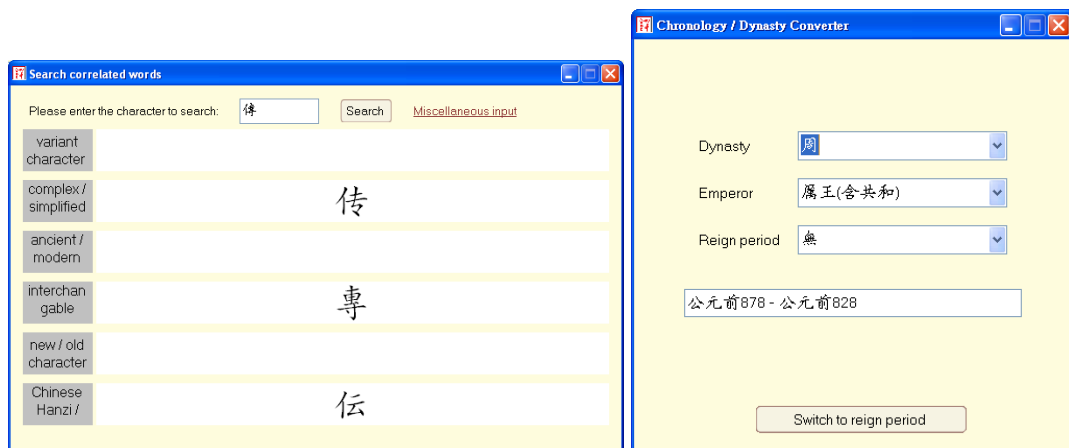 Search correlated words
Please enter the character to search: 傳 Search Miscellaneous input
variant
character
complex /
simplified
传
ancient /
modern
interchan
gable
專
new / old
character
Chinese
Hanzi /
伝
Chronology / Dynasty Converter
Dynasty 周
Emperor 厲王(含共和)
Reign period 無
公元前878 - 公元前828
Switch to reign period